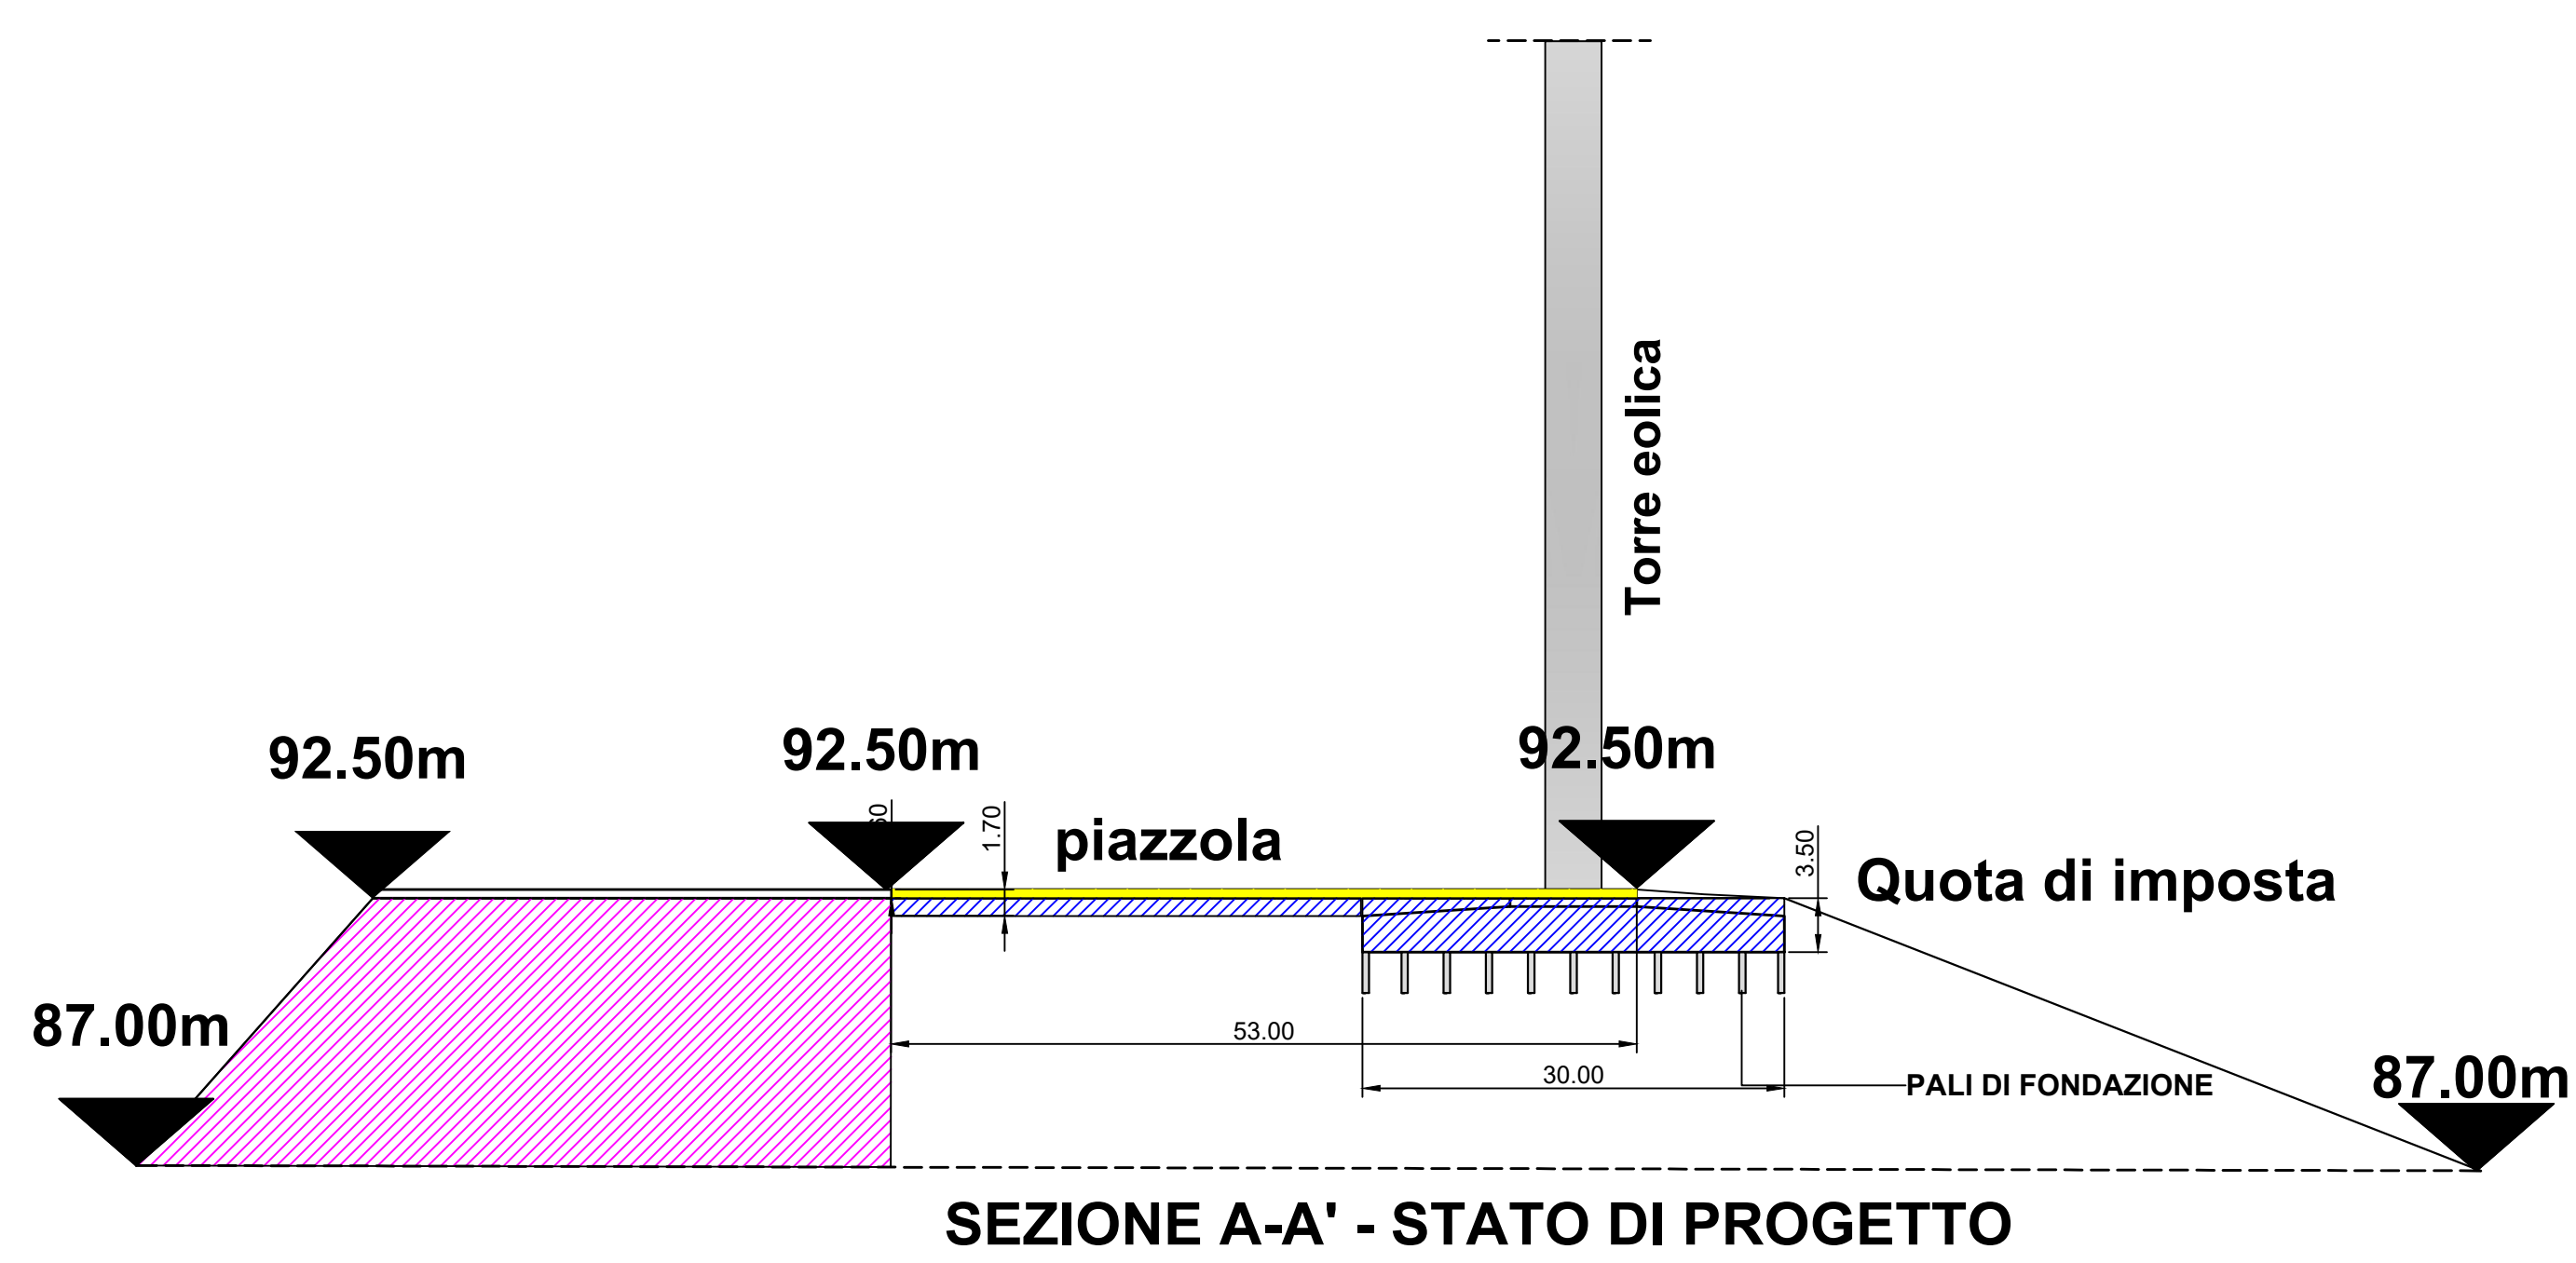 Torre eolica
92.50m
92.50m
92.50m
1.70
piazzola
3.50
Quota di imposta
87.00m
53.00
30.00
PALI DI FONDAZIONE
87.00m
SEZIONE A-A' - STATO DI PROGETTO